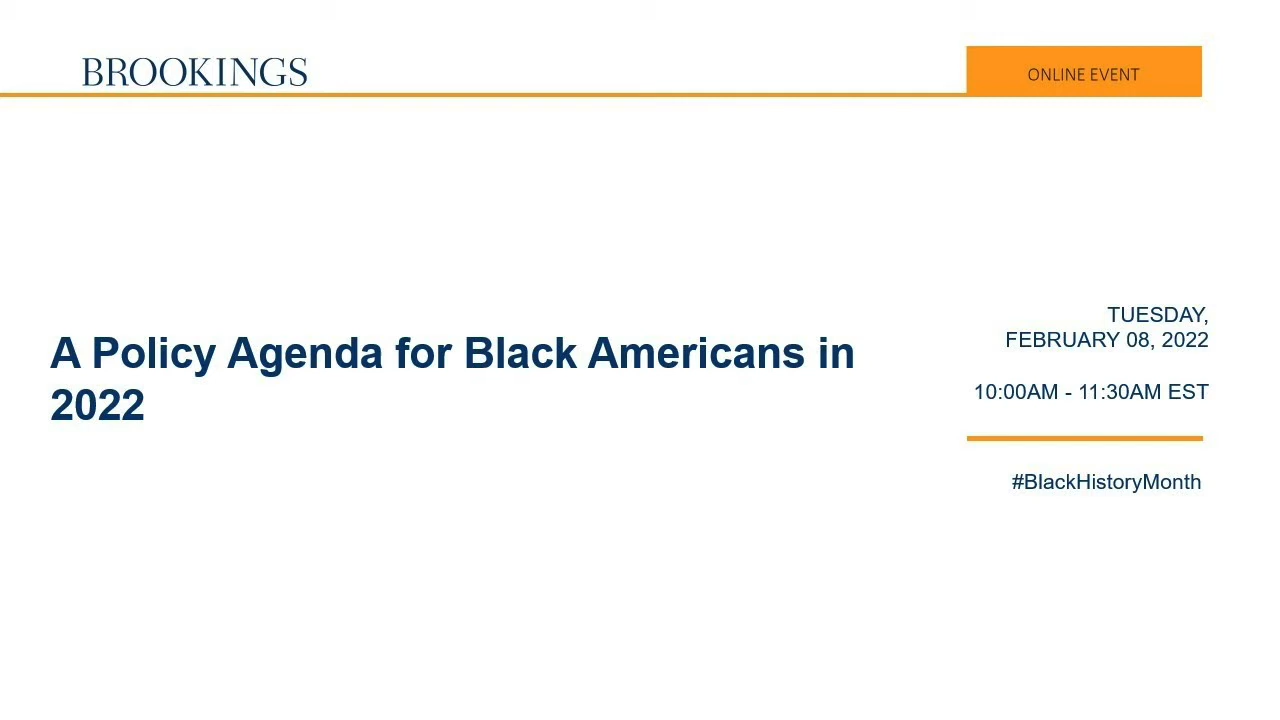 BROOKINGS
ONLINE EVENT
A Policy Agenda for Black Americans in
2022
TUESDAY,
FEBRUARY 08, 2022
10:00AM - 11:30AM EST
#BlackHistoryMonth